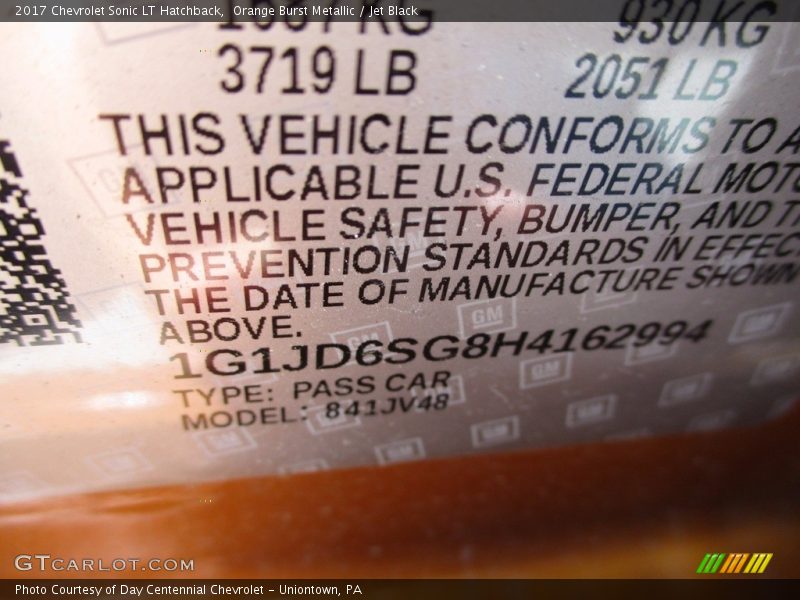 2017 Chevrolet Sonic LT Hatchback, Orange Burst Metallic / Jet Black
930 KG
3719 LB 2051 LB
THIS VEHICLE CONFORMS TO A
APPLICABLE U.S. FEDERAL MOTO
VEHICLE SAFETY, BUMPER, AND TH
PREVENTION STANDARDS IN EFFEC
THE DATE OF MANUFACTURE SHOWN
ABOVE.
1G1JD6SG8H4162994
TYPE: PASS CAR
MODEL: 841JV48
GM
GTCARLOT.COM
Photo Courtesy of Day Centennial Chevrolet – Uniontown, PA